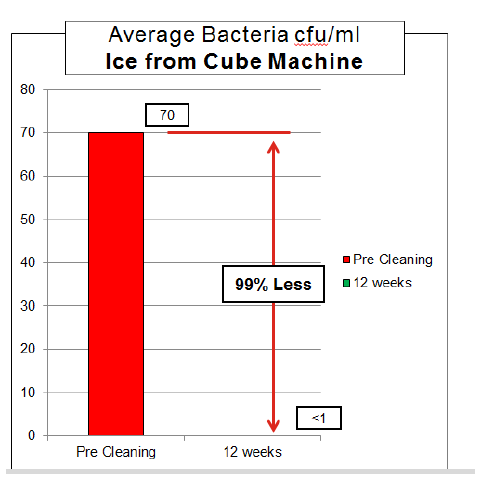 Average Bacteria cfu/ml
Ice from Cube Machine
80
70
70
60
50
40
99% Less
30
20
10
<1
0
Pre Cleaning
12 weeks
Pre Cleaning
12 weeks